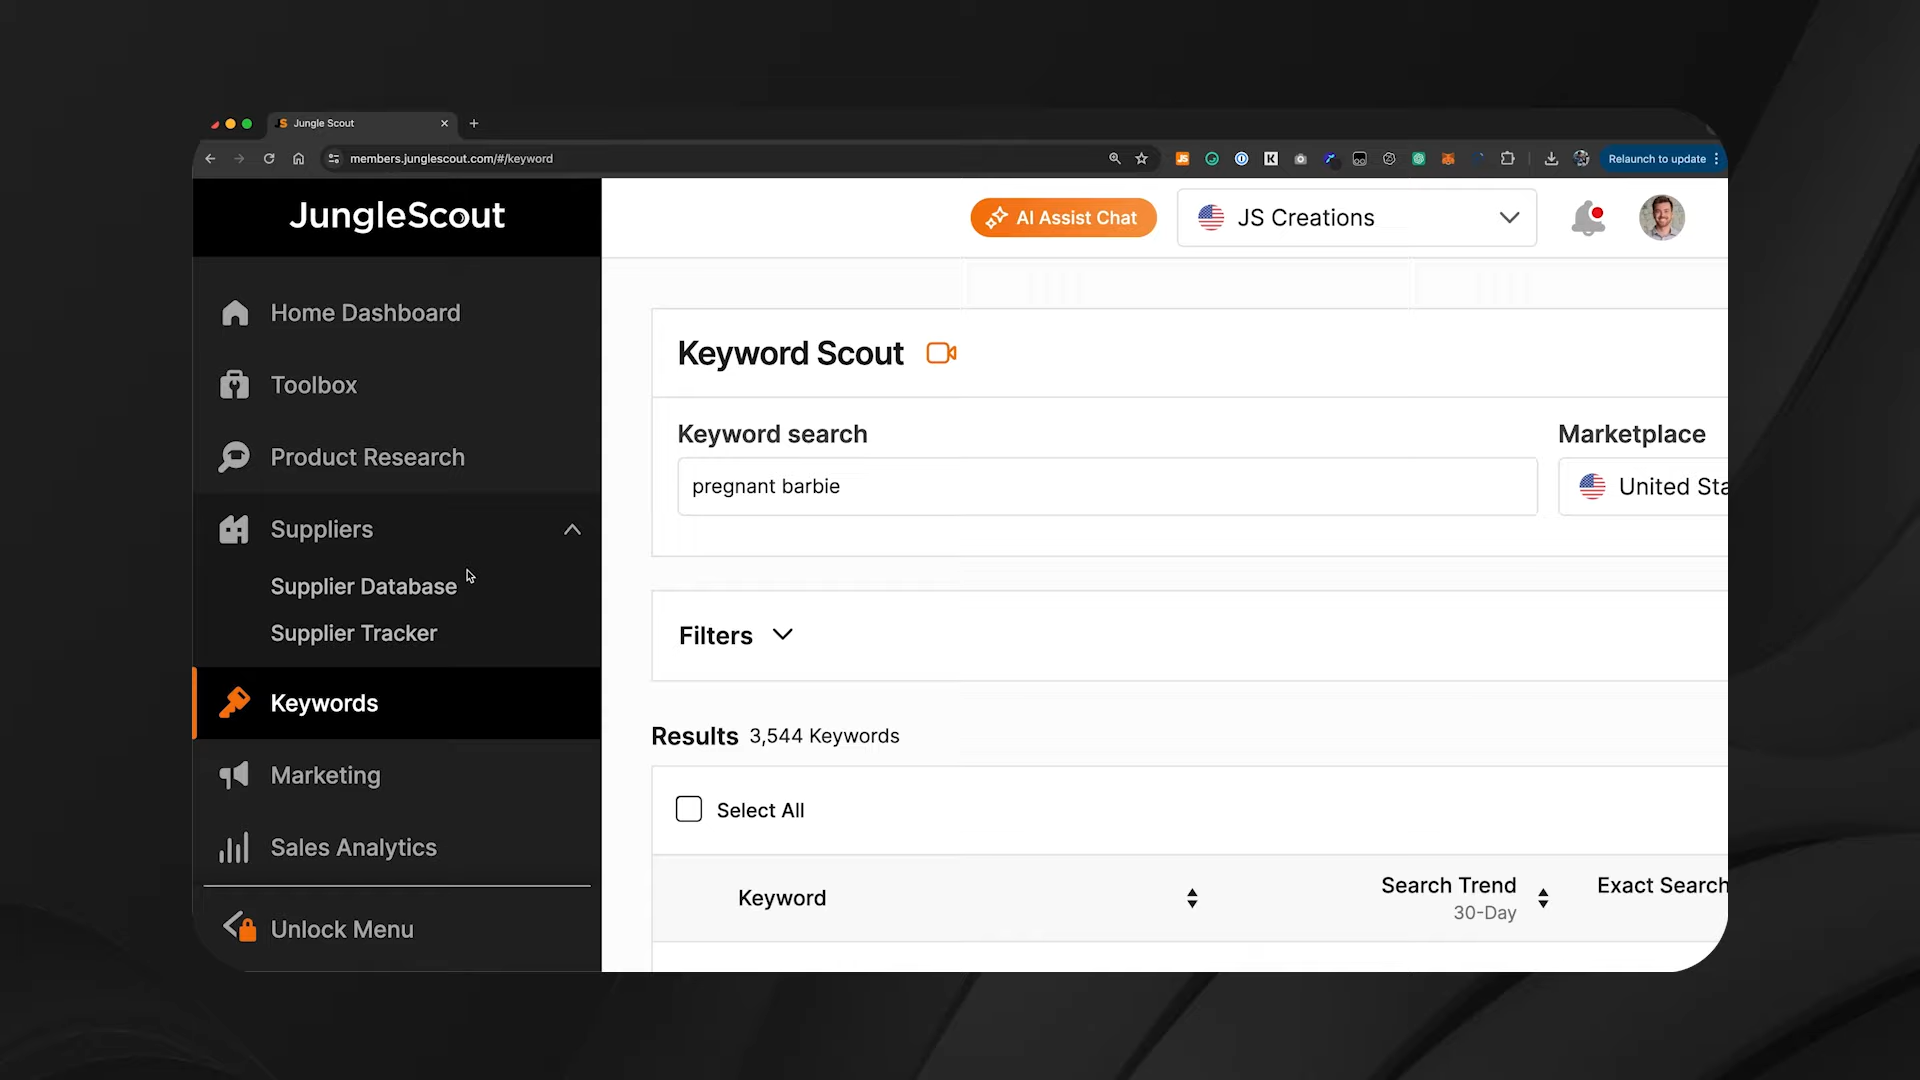 Jungle Scout
members.junglescout.com/#/keyword
Relaunch to update
JungleScout
AI Assist Chat
JS Creations
Home Dashboard
Toolbox
Product Research
Suppliers
Supplier Database
Supplier Tracker
Keywords
Marketing
Sales Analytics
Unlock Menu
Keyword Scout
Keyword search
Marketplace
pregnant barbie
United Sta
Filters
Results 3,544 Keywords
Select All
Keyword
Search Trend
30-Day
Exact Search